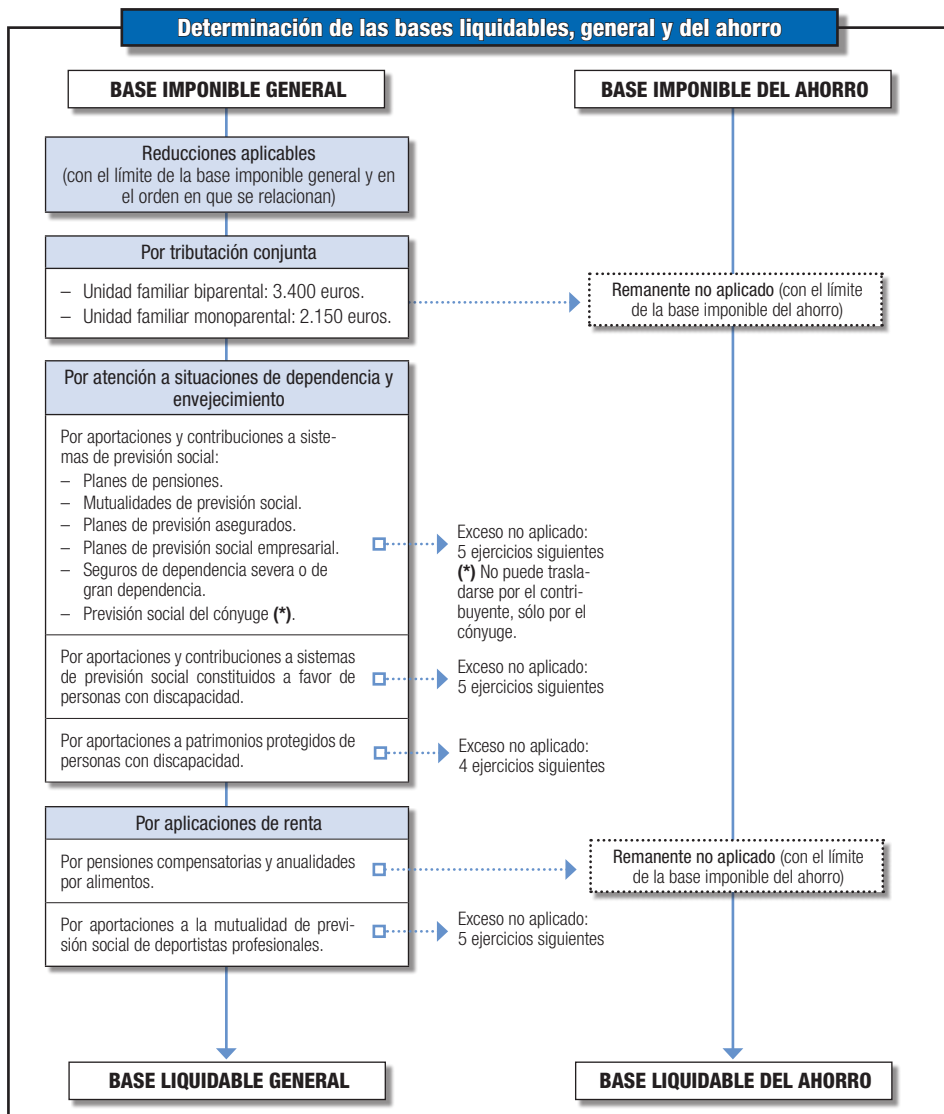 Determinación de las bases liquidables, general y del ahorro
BASE IMPONIBLE GENERAL
BASE IMPONIBLE DEL AHORRO
Reducciones aplicables
(con el límite de la base imponible general y en
el orden en que se relacionan)
Por tributación conjunta
– Unidad familiar biparental: 3.400 euros.
– Unidad familiar monoparental: 2.150 euros.
Remanente no aplicado (con el límite
de la base imponible del ahorro)
Por atención a situaciones de dependencia y
envejecimiento
Por aportaciones y contribuciones a siste-
mas de previsión social:
– Planes de pensiones.
– Mutualidades de previsión social.
– Planes de previsión asegurados.
– Planes de previsión social empresarial.
– Seguros de dependencia severa o de
gran dependencia.
– Previsión social del cónyuge (*).
Exceso no aplicado:
5 ejercicios siguientes
(*) No puede trasla-
darse por el contri-
buyente, sólo por el
cónyuge.
Por aportaciones y contribuciones a sistemas
de previsión social constituidos a favor de
personas con discapacidad.
Exceso no aplicado:
5 ejercicios siguientes
Por aportaciones a patrimonios protegidos de
personas con discapacidad.
Exceso no aplicado:
4 ejercicios siguientes
Por aplicaciones de renta
Por pensiones compensatorias y anualidades
por alimentos.
Remanente no aplicado (con el límite
de la base imponible del ahorro)
Por aportaciones a la mutualidad de previ-
sión social de deportistas profesionales.
Exceso no aplicado:
5 ejercicios siguientes
BASE LIQUIDABLE GENERAL
BASE LIQUIDABLE DEL AHORRO